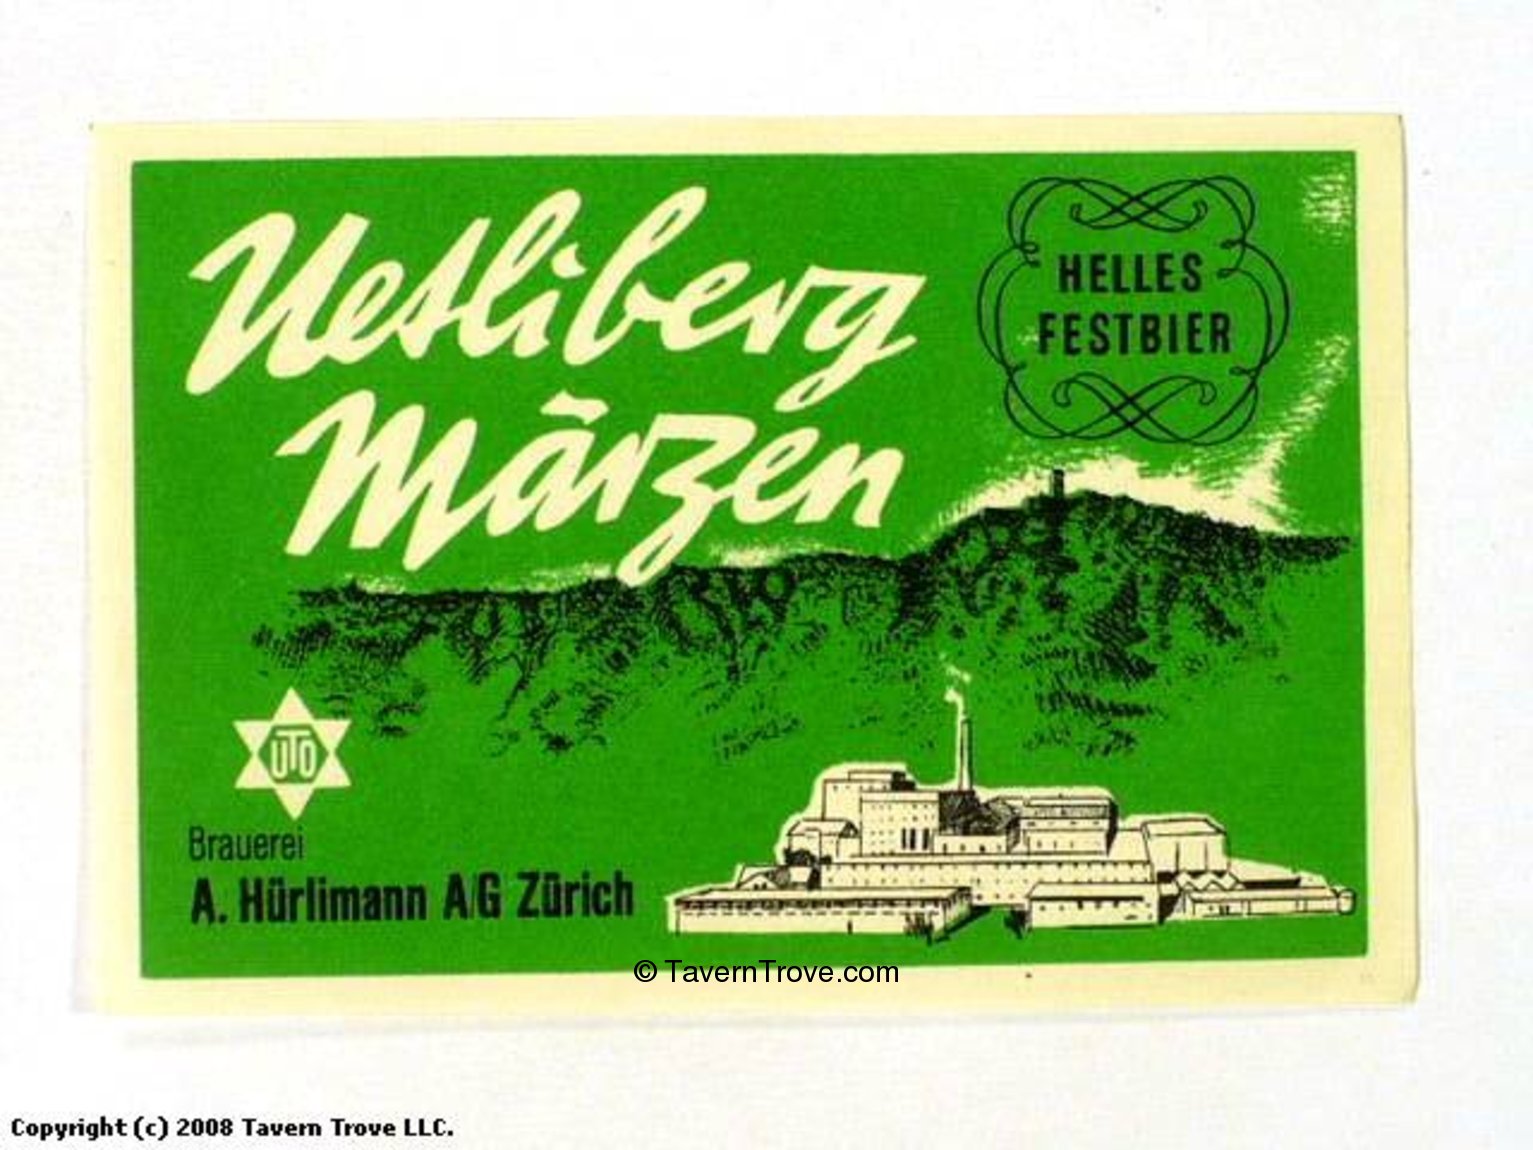 Uetliberg
Märzen
HELLES
FESTBIER
UTO
Brauerei
A. Hürlimann A/G Zürich
© TavernTrove.com
Copyright (c) 2008 Tavern Trove LLC.